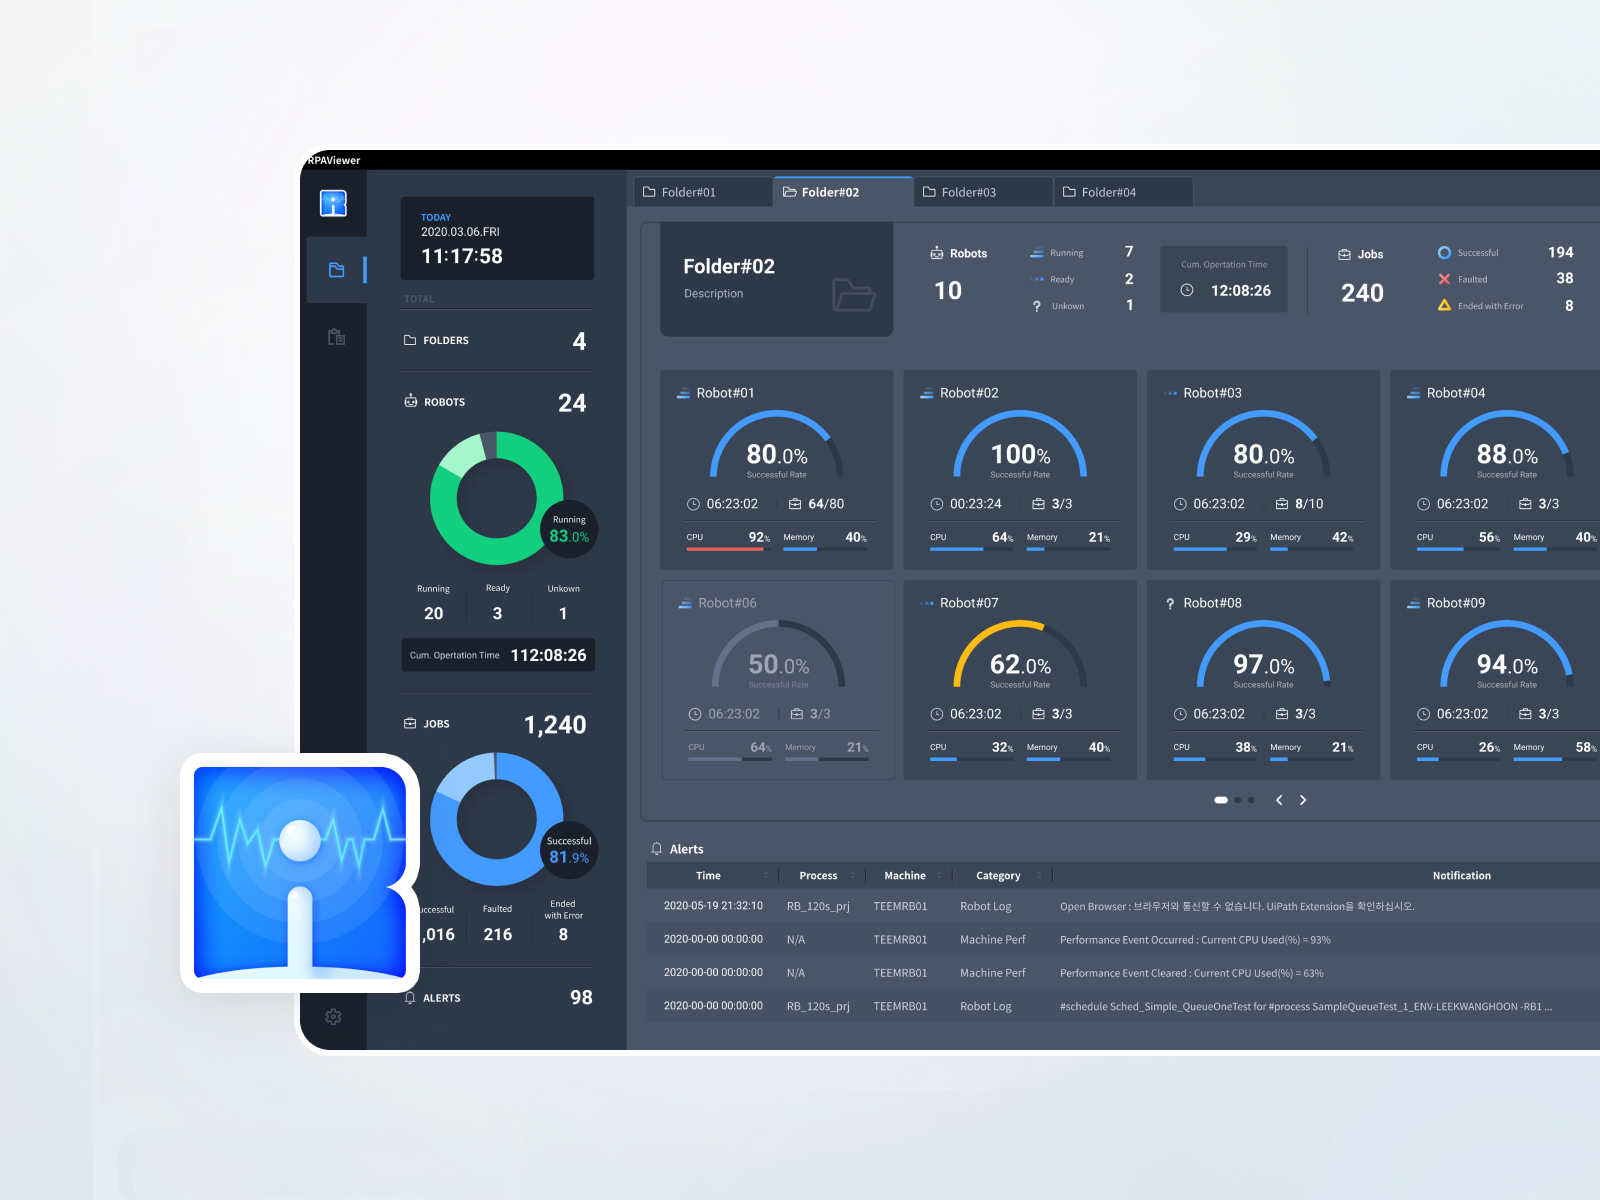 RPAViewer
TODAY
2020.03.06.FRI
11:17:58
TOTAL
FOLDERS 4
ROBOTS 24
Running
83.0%
Running Ready Unkown
20 3 1
Cum. Opertation Time 112:08:26
JOBS 1,240
Successful
81.9%
uccessful Faulted Ended with Error
,016 216 8
ALERTS 98
Folder#01 Folder#02 Folder#03 Folder#04
Folder#02
Description
Robots
10
Running 7
Ready 2
Unkown 1
Cum. Opertation Time
12:08:26
Jobs
240
Successful 194
Faulted 38
Ended with Error 8
Robot#01
80.0%
Successful Rate
06:23:02 64/80
CPU 92% Memory 40%
Robot#02
100%
Successful Rate
00:23:24 3/3
CPU 64% Memory 21%
Robot#03
80.0%
Successful Rate
06:23:02 8/10
CPU 29% Memory 42%
Robot#04
88.0%
Successful Rate
06:23:02 3/3
CPU 56% Memory 40%
Robot#06
50.0%
Successful Rate
06:23:02 3/3
CPU 64% Memory 21%
Robot#07
62.0%
Successful Rate
06:23:02 3/3
CPU 32% Memory 40%
Robot#08
97.0%
Successful Rate
06:23:02 3/3
CPU 38% Memory 21%
Robot#09
94.0%
Successful Rate
06:23:02 3/3
CPU 26% Memory 58%
Alerts
Time Process Machine Category Notification
2020-05-19 21:32:10 RB_120s_prj TEEMRB01 Robot Log Open Browser : 브라우저와 통신할 수 없습니다. UiPath Extension을 확인하십시오.
2020-00-00 00:00:00 N/A TEEMRB01 Machine Perf Performance Event Occurred : Current CPU Used(%) = 93%
2020-00-00 00:00:00 N/A TEEMRB01 Machine Perf Performance Event Cleared : Current CPU Used(%) = 63%
2020-00-00 00:00:00 RB_120s_prj TEEMRB01 Robot Log #schedule Sched_Simple_QueueOneTest for #process SampleQueueTest_1_ENV-LEEKWANGHOON -RB1 ...